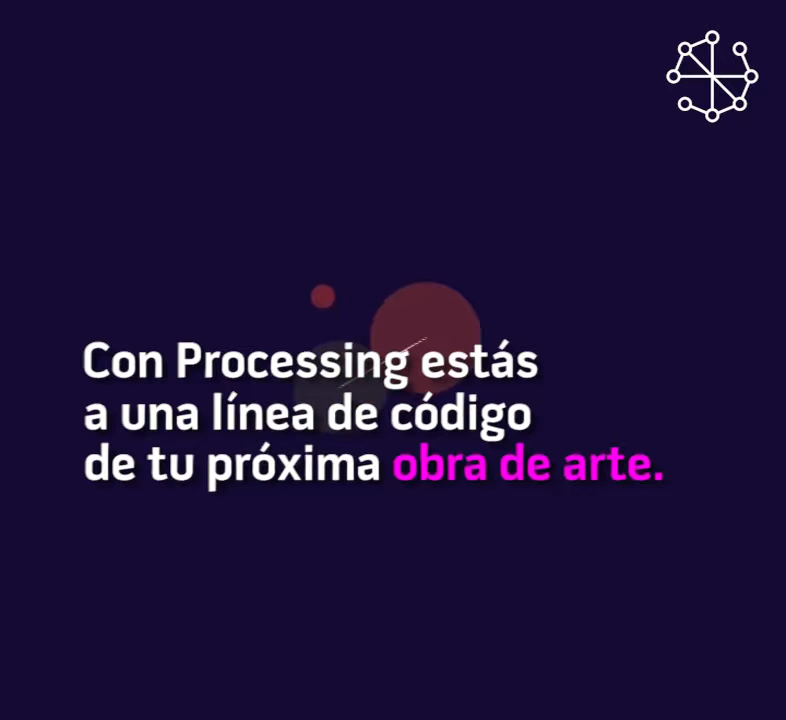 Con Processing estás
a una línea de código
de tu próxima obra de arte.